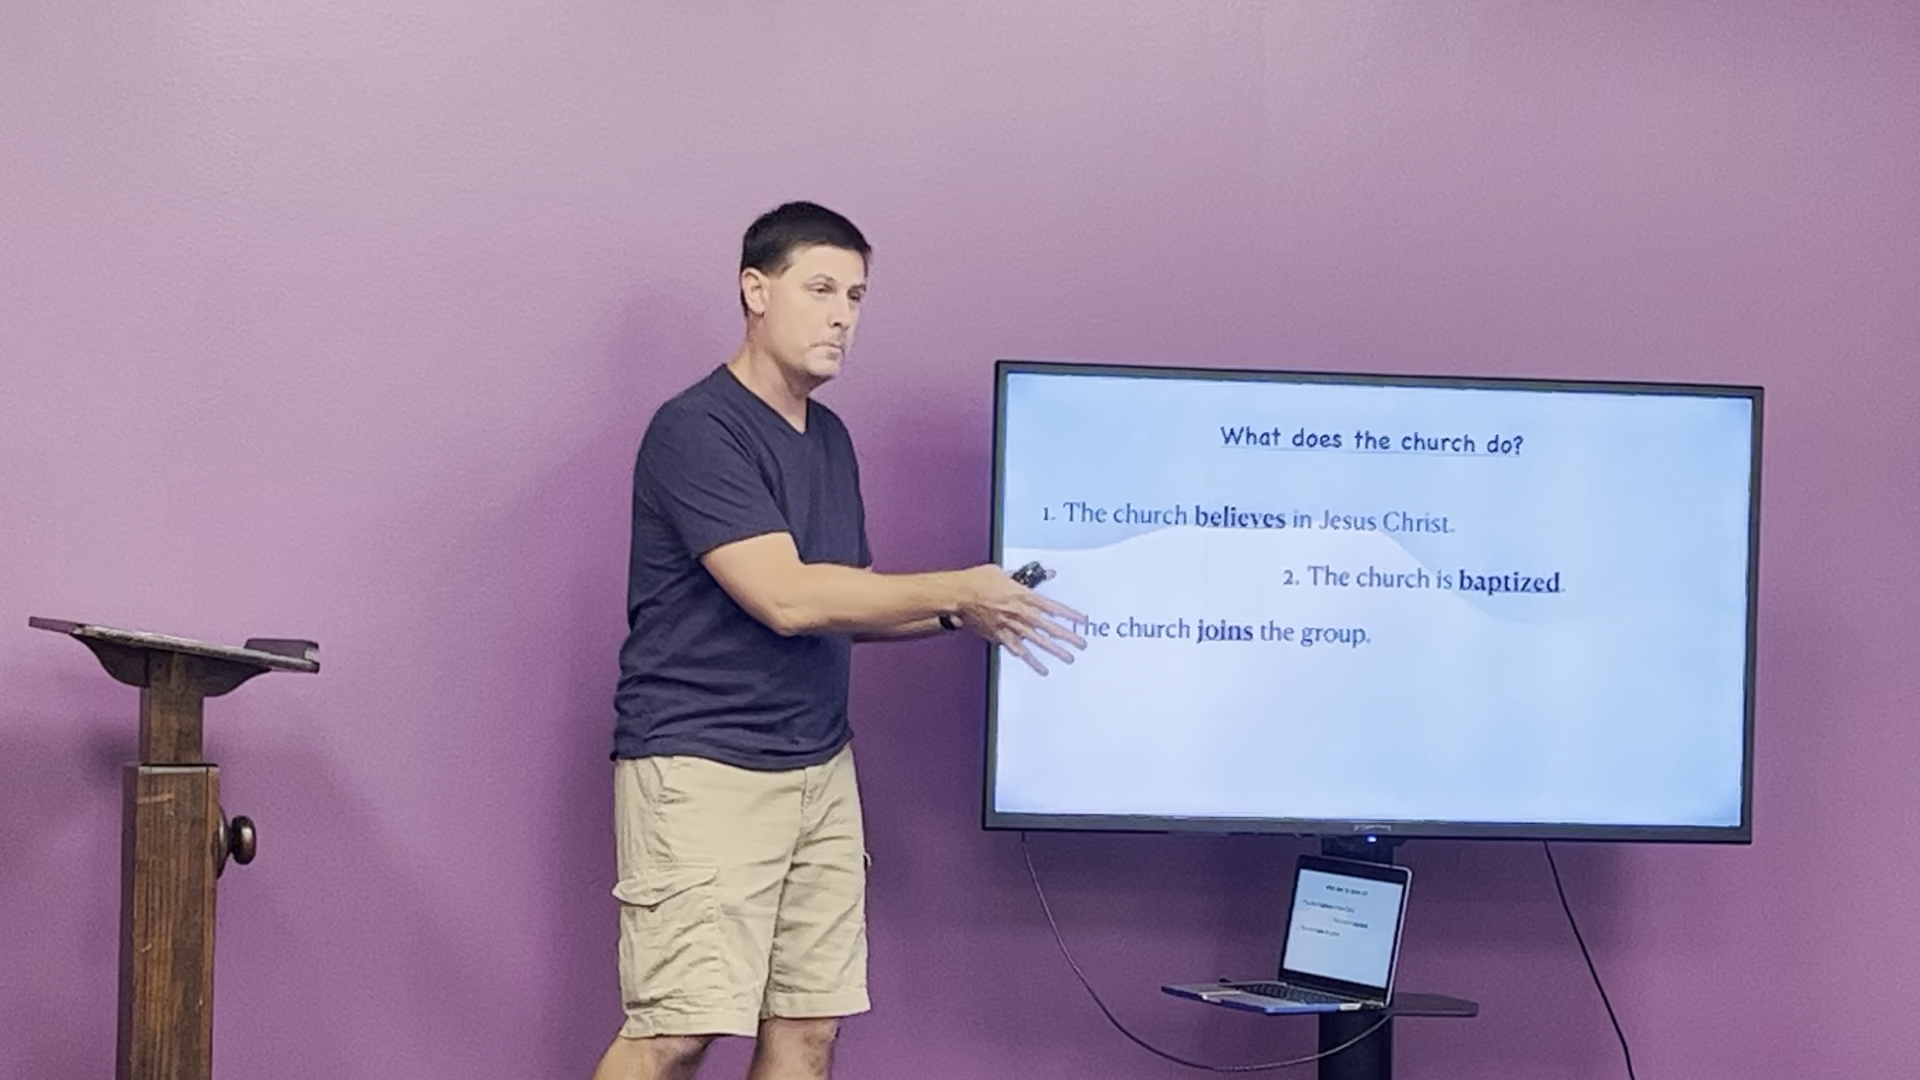 What does the church do?
1. The church believes in Jesus Christ.
2. The church is baptized.
The church joins the group.